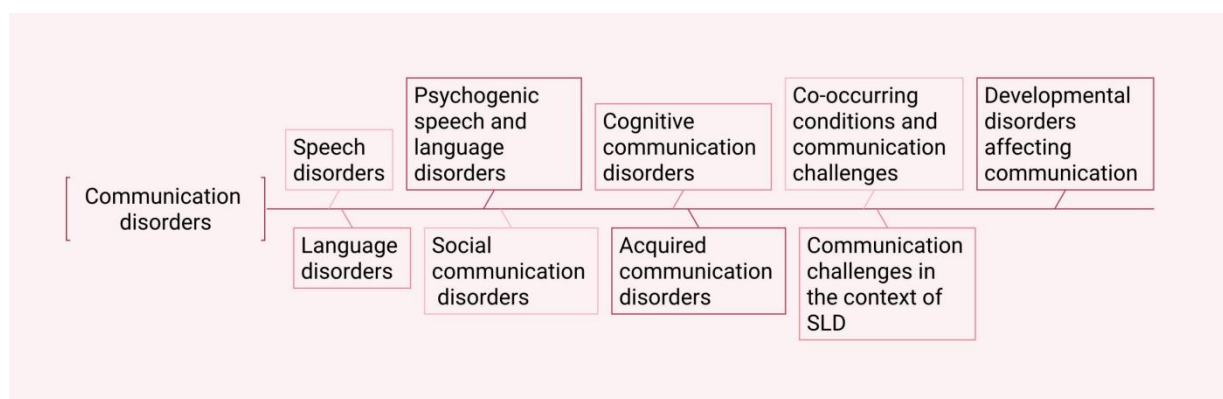 Communication
disorders
Speech
disorders
Psychogenic
speech and
language
disorders
Cognitive
communication
disorders
Co-occurring
conditions and
communication
challenges
Developmental
disorders
affecting
communication
Language
disorders
Social
communication
disorders
Acquired
communication
disorders
Communication
challenges in
the context of
SLD